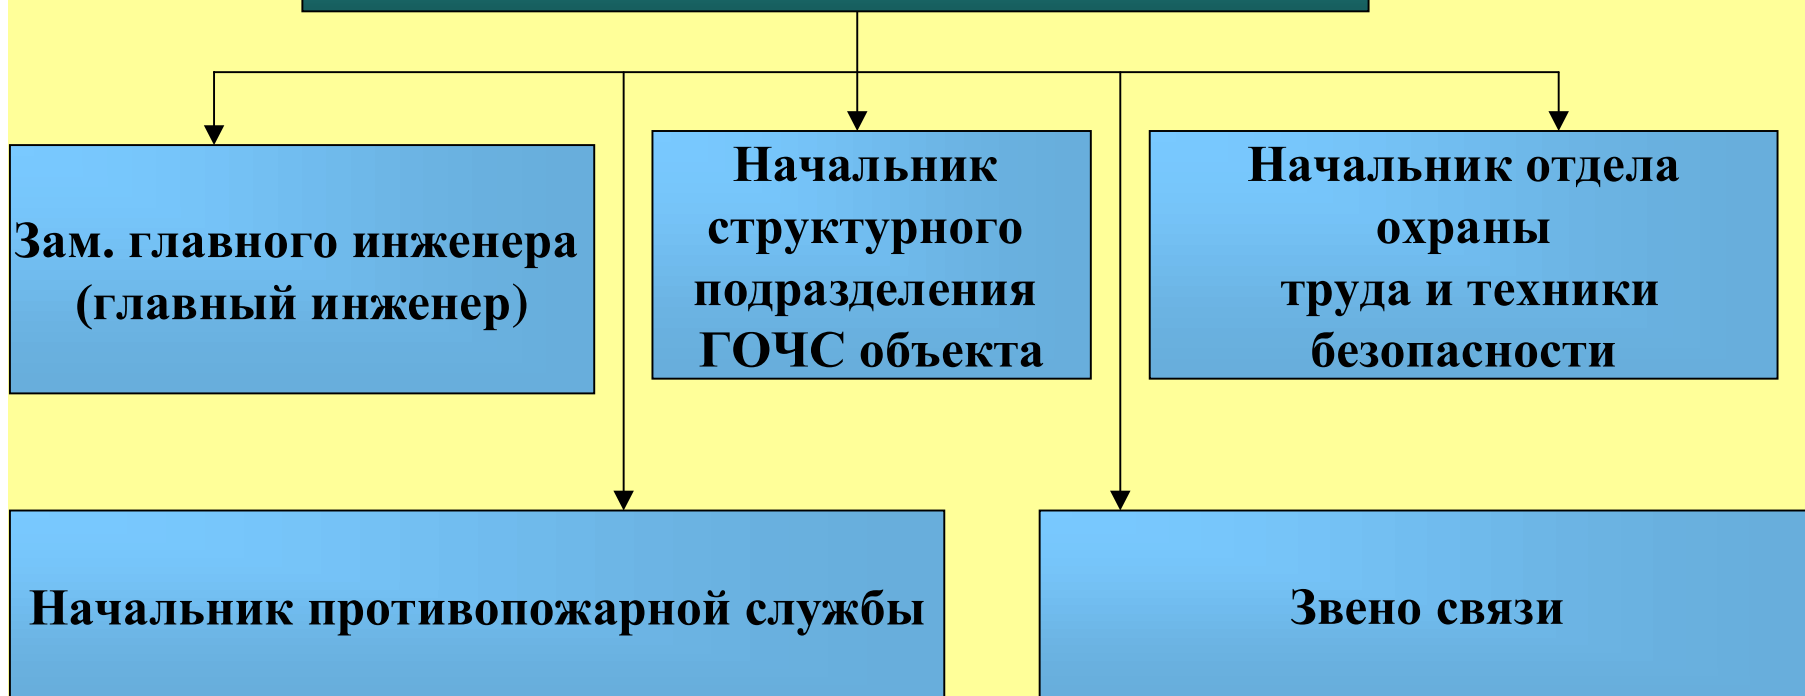 Зам. главного инженера
(главный инженер)
Начальник
структурного
подразделения
ГОЧС объекта
Начальник отдела
охраны
труда и техники
безопасности
Начальник противопожарной службы
Звено связи